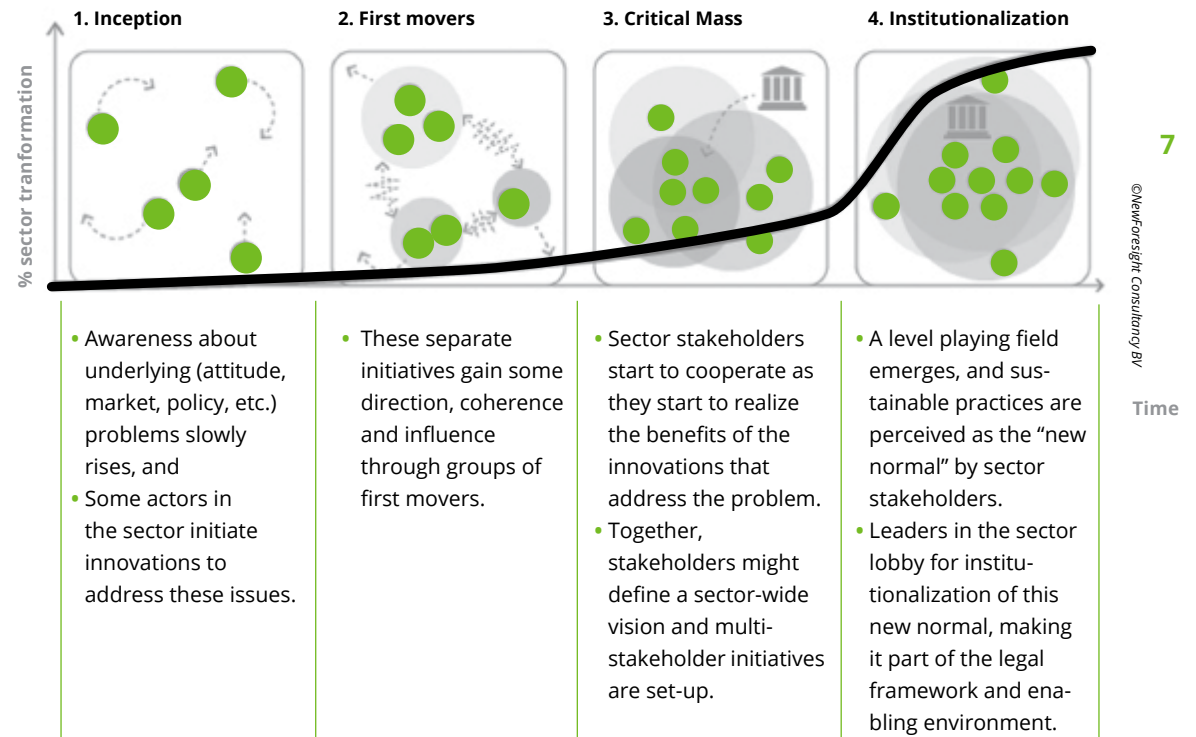 1. Inception
2. First movers
3. Critical Mass
4. Institutionalization
% sector tranformation
7
©NewForesight Consultancy BV
Time
• Awareness about
underlying (attitude,
market, policy, etc.)
problems slowly
rises, and
• Some actors in
the sector initiate
innovations to
address these issues.
• These separate
initiatives gain some
direction, coherence
and influence
through groups of
first movers.
• Sector stakeholders
start to cooperate as
they start to realize
the benefits of the
innovations that
address the problem.
• Together,
stakeholders might
define a sector-wide
vision and multi-
stakeholder initiatives
are set-up.
• A level playing field
emerges, and sus-
tainable practices are
perceived as the “new
normal” by sector
stakeholders.
• Leaders in the sector
lobby for institu-
tionalization of this
new normal, making
it part of the legal
framework and ena-
bling environment.